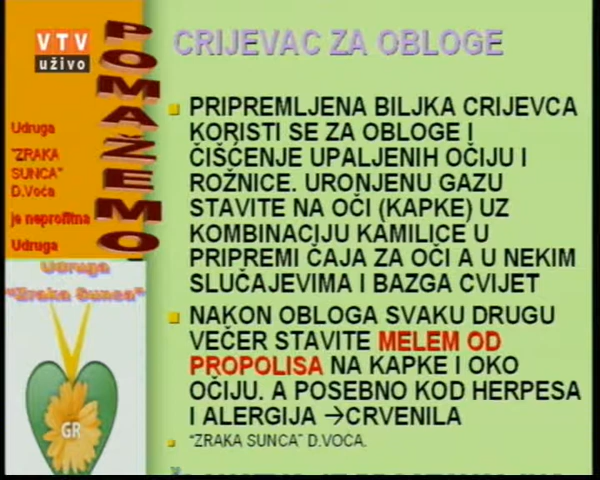 VTV
uživo
POMAŽEMO
Udruga
"ZRAKA
SUNCA"
D.Voća
je neprofitna
Udruga
Udruga
"Zraka Sunca"
GR
CRIJEVAC ZA OBLOGE
PRIPREMLJENA BILJKA CRIJEVCA
KORISTI SE ZA OBLOGE I
ČIŠĆENJE UPALJENIH OČIJU I
ROŽNICE. URONJENU GAZU
STAVITE NA OČI (KAPKE) UZ
KOMBINACIJU KAMILICE U
PRIPREMI ČAJA ZA OČI A U NEKIM
SLUČAJEVIMA I BAZGA CVIJET
NAKON OBLOGA SVAKU DRUGU
VEČER STAVITE MELEM OD
PROPOLISA NA KAPKE I OKO
OČIJU. A POSEBNO KOD HERPESA
I ALERGIJA →CRVENILA
"ZRAKA SUNCA" D.VOCA.